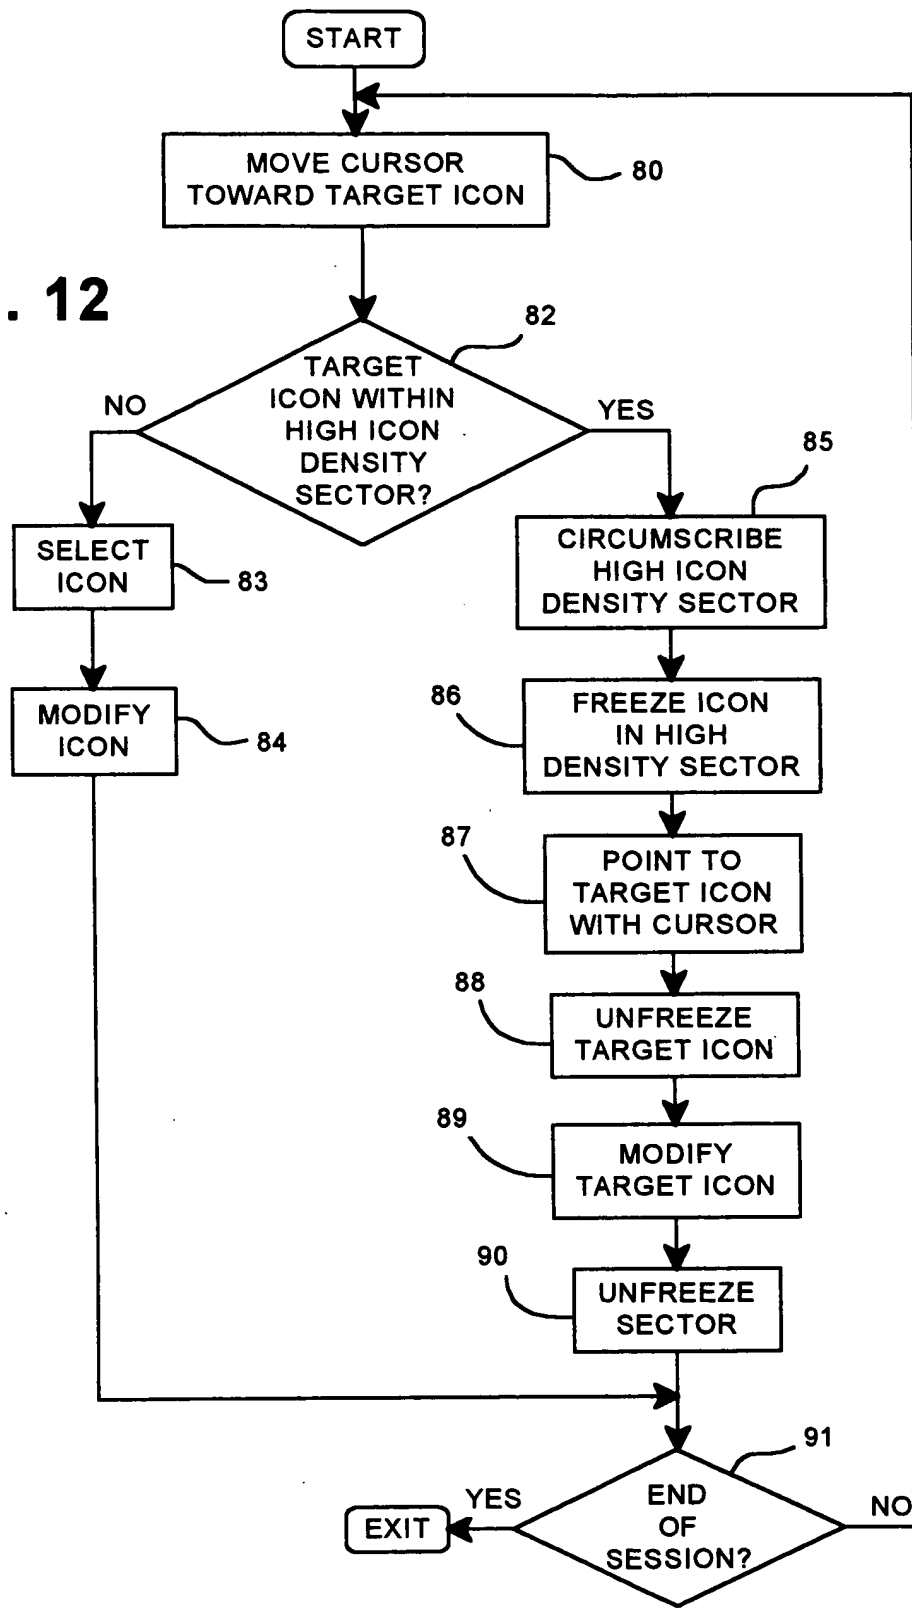 START
MOVE CURSOR
TOWARD TARGET ICON
80
. 12
82
TARGET
ICON WITHIN
HIGH ICON
DENSITY
SECTOR?
NO
YES
85
SELECT
ICON
83
CIRCUMSCRIBE
HIGH ICON
DENSITY SECTOR
MODIFY
ICON
84
86
FREEZE ICON
IN HIGH
DENSITY SECTOR
87
POINT TO
TARGET ICON
WITH CURSOR
88
UNFREEZE
TARGET ICON
89
MODIFY
TARGET ICON
90
UNFREEZE
SECTOR
91
END
OF
SESSION?
YES
NO
EXIT